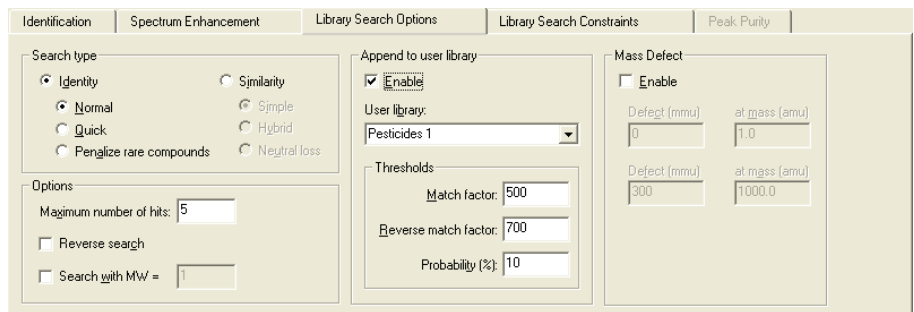 Identification Spectrum Enhancement Library Search Options Library Search Constraints Peak Purity
Search type
Identity Similarity
Normal Simple
Quick Hybrid
Penalize rare compounds Neutral loss
Options
Maximum number of hits: 5
Reverse search
Search with MW = 1
Append to user library
Enable
User library:
Pesticides 1
Thresholds
Match factor: 500
Reverse match factor: 700
Probability (%): 10
Mass Defect
Enable
Defect (mmu) at mass (amu)
0 1.0
Defect (mmu) at mass (amu)
300 1000.0